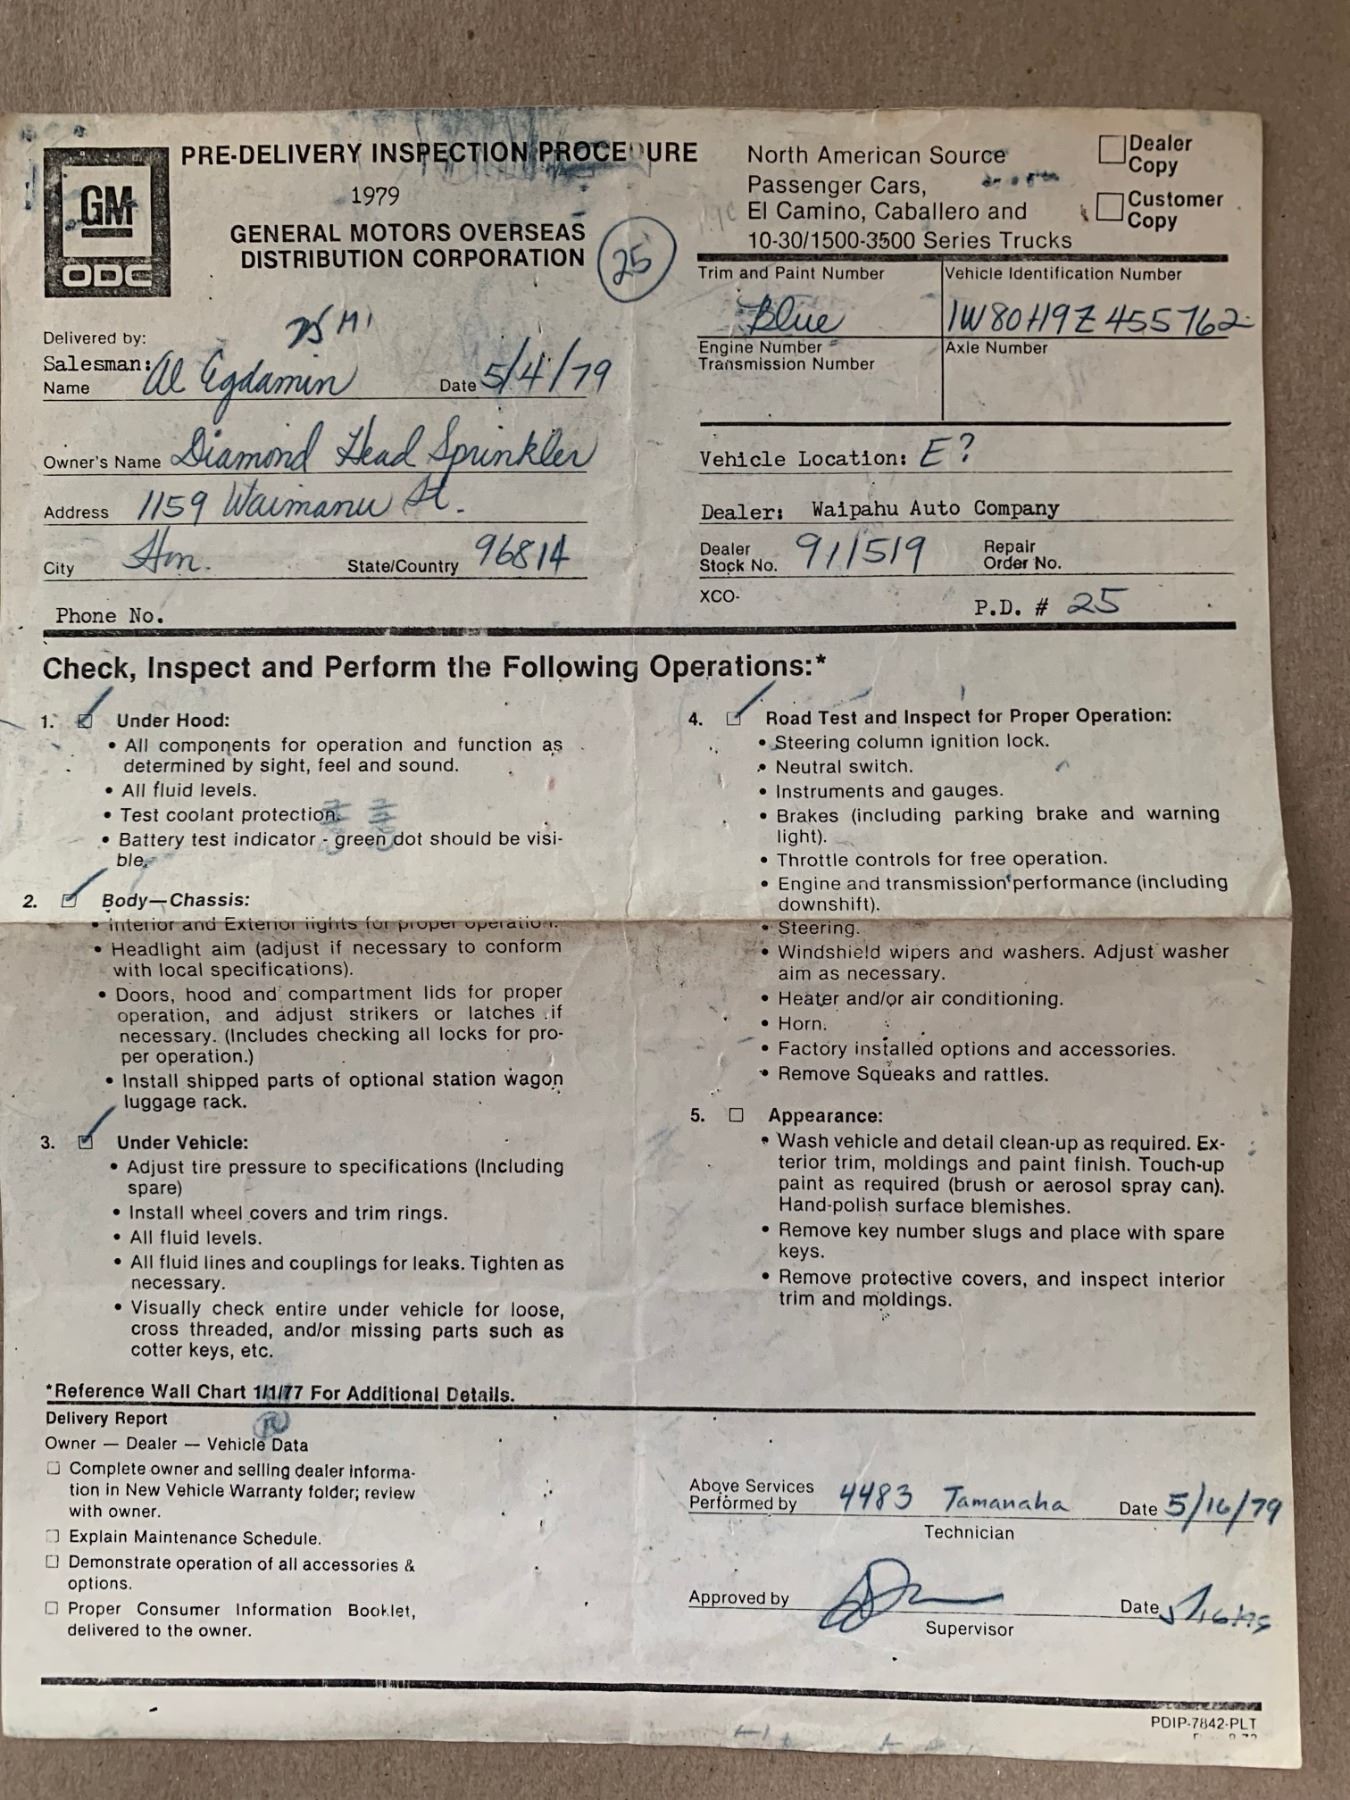 GM
ODC
PRE-DELIVERY INSPECTION PROCEDURE
1979
GENERAL MOTORS OVERSEAS
DISTRIBUTION CORPORATION
25
North American Source
Passenger Cars,
El Camino, Caballero and
10-30/1500-3500 Series Trucks
Dealer
Copy
Customer
Copy
Trim and Paint Number
Blue
Vehicle Identification Number
1W80H9Z455762
Engine Number
Transmission Number
Axle Number
25 MI
Delivered by:
Salesman:
Name Al Egdamin Date 5/4/79
Owner's Name Diamond Head Sprinkler
Address 1159 Waimanu St.
City Hon. State/Country 96814
Phone No.
Vehicle Location: E?
Dealer: Waipahu Auto Company
Dealer
Stock No. 911519
Repair
Order No.
XCO-
P.D. # 25
Check, Inspect and Perform the Following Operations:*
1. Under Hood:
• All components for operation and function as
determined by sight, feel and sound.
• All fluid levels.
• Test coolant protection.
• Battery test indicator - green dot should be visi-
ble.
2. Body—Chassis:
• Interior and Exterior lights for proper operation.
• Headlight aim (adjust if necessary to conform
with local specifications).
• Doors, hood and compartment lids for proper
operation, and adjust strikers or latches if
necessary. (Includes checking all locks for pro-
per operation.)
• Install shipped parts of optional station wagon
luggage rack.
3. Under Vehicle:
• Adjust tire pressure to specifications (Including
spare)
• Install wheel covers and trim rings.
• All fluid levels.
• All fluid lines and couplings for leaks. Tighten as
necessary.
• Visually check entire under vehicle for loose,
cross threaded, and/or missing parts such as
cotter keys, etc.
4. Road Test and Inspect for Proper Operation:
• Steering column ignition lock.
• Neutral switch.
• Instruments and gauges.
• Brakes (including parking brake and warning
light).
• Throttle controls for free operation.
• Engine and transmission performance (including
downshift).
• Steering.
• Windshield wipers and washers. Adjust washer
aim as necessary.
• Heater and/or air conditioning.
• Horn.
• Factory installed options and accessories.
• Remove Squeaks and rattles.
5. Appearance:
• Wash vehicle and detail clean-up as required. Ex-
terior trim, moldings and paint finish. Touch-up
paint as required (brush or aerosol spray can).
Hand-polish surface blemishes.
• Remove key number slugs and place with spare
keys.
• Remove protective covers, and inspect interior
trim and moldings.
*Reference Wall Chart 1/1/77 For Additional Details.
Delivery Report
Owner — Dealer — Vehicle Data
Complete owner and selling dealer informa-
tion in New Vehicle Warranty folder; review
with owner.
Explain Maintenance Schedule.
Demonstrate operation of all accessories &
options.
Proper Consumer Information Booklet,
delivered to the owner.
Above Services
Performed by 4483 Tamanaha Date 5/16/79
Technician
Approved by Date 5/16/79
Supervisor
PDIP-7842-PLT